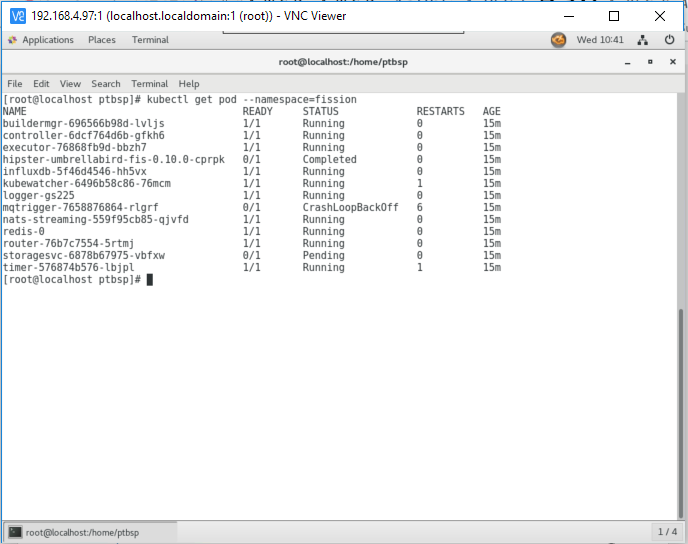 192.168.4.97:1 (localhost.localdomain:1 (root)) - VNC Viewer
Applications Places Terminal Wed 10:41
root@localhost:/home/ptbsp
File Edit View Search Terminal Help
[root@localhost ptbsp]# kubectl get pod --namespace=fission
NAME READY STATUS RESTARTS AGE
buildermgr-696566b98d-lvljs 1/1 Running 0 15m
controller-6dcf764d6b-gfkh6 1/1 Running 0 15m
executor-76868fb9d-bbzh7 1/1 Running 0 15m
hipster-umbrellabird-fis-0.10.0-cprpk 0/1 Completed 0 15m
influxdb-5f46d4546-hh5vx 1/1 Running 0 15m
kubewatcher-6496b58c86-76mcm 1/1 Running 1 15m
logger-gs225 1/1 Running 0 15m
mqtrigger-7658876864-rlgrf 0/1 CrashLoopBackOff 6 15m
nats-streaming-559f95cb85-qjvfd 1/1 Running 0 15m
redis-0 1/1 Running 0 15m
router-76b7c7554-5rtmj 1/1 Running 0 15m
storagesvc-6878b67975-vbfxw 0/1 Pending 0 15m
timer-576874b576-lbjpl 1/1 Running 1 15m
[root@localhost ptbsp]#
root@localhost:/home/ptbsp 1 / 4